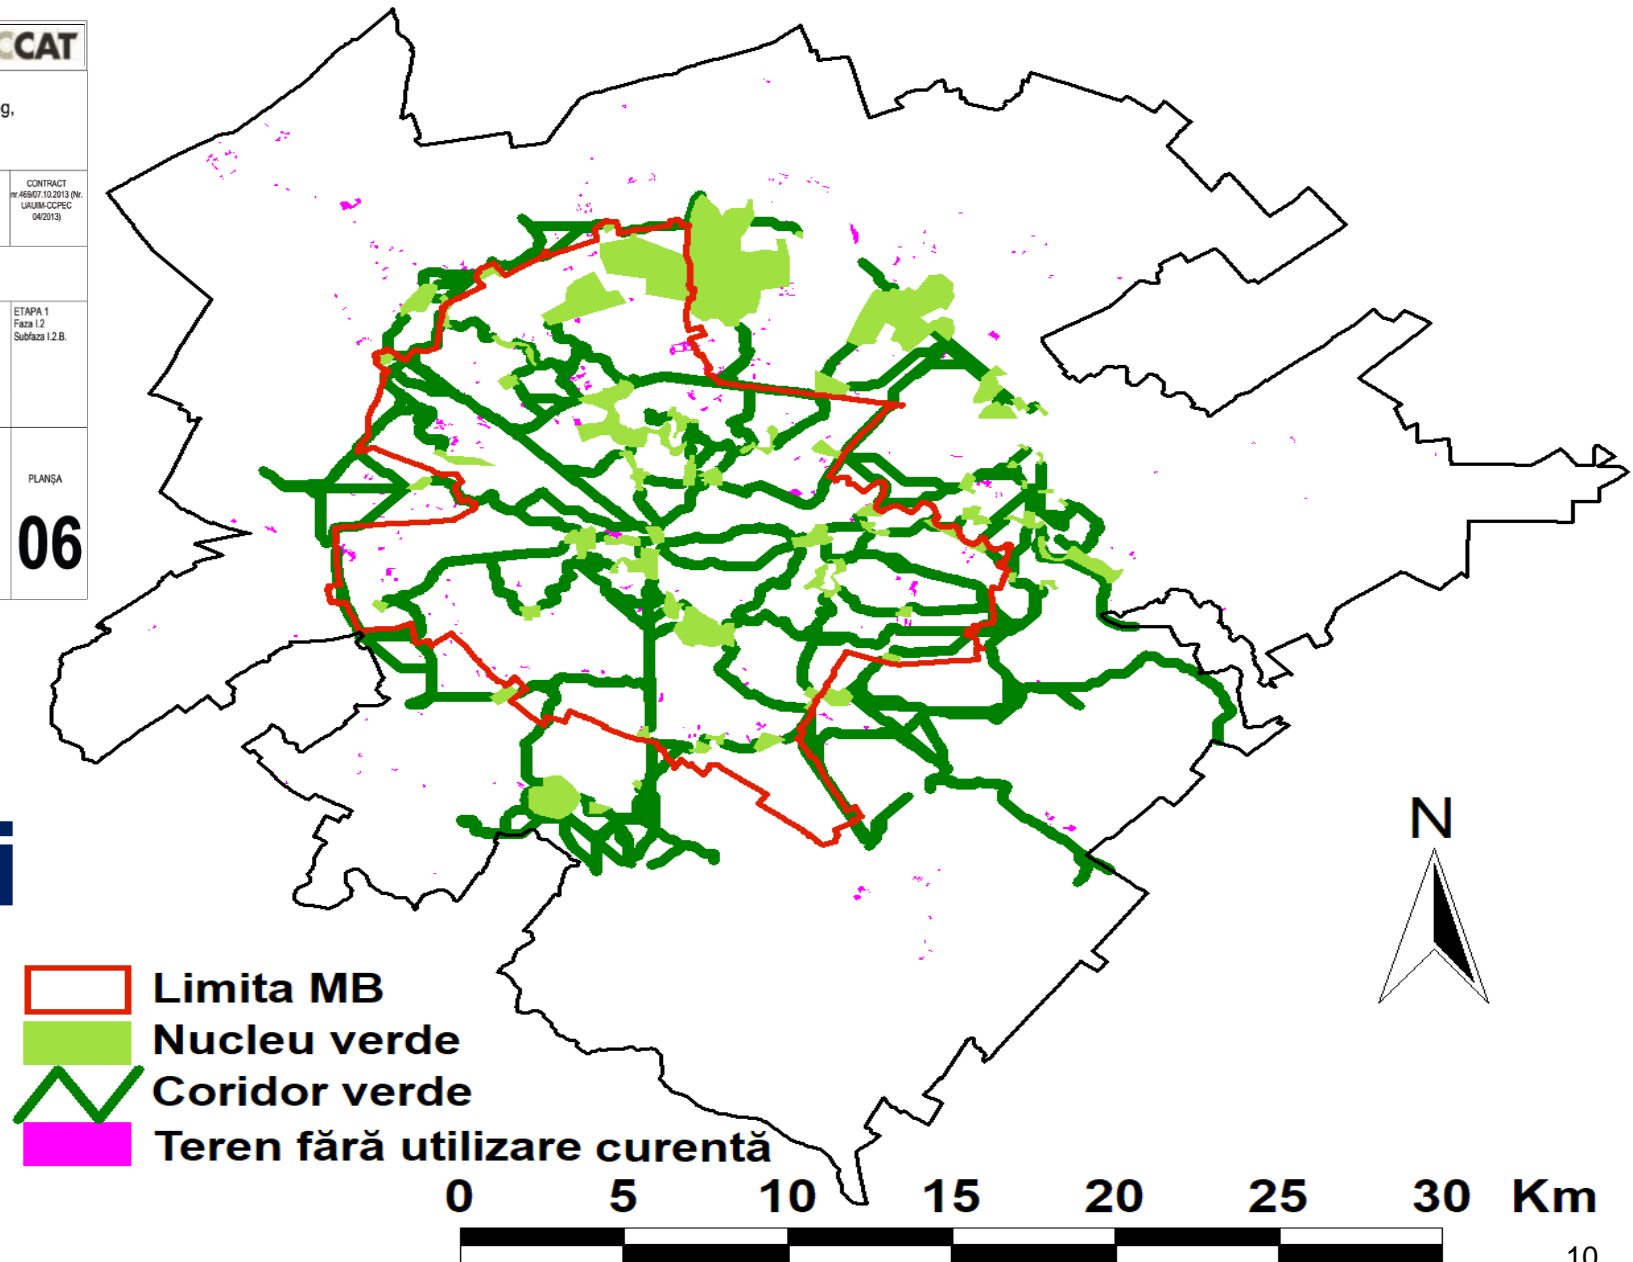 CCAT
g,
CONTRACT
nr.469/07.10.2013 (Nr.
UAUIM-CCPEC
04/2013)
ETAPA 1
Faza I.2
Subfaza I.2.B.
PLANȘA
06
i
N
Limita MB
Nucleu verde
Coridor verde
Teren fără utilizare curentă
0 5 10 15 20 25 30 Km
10